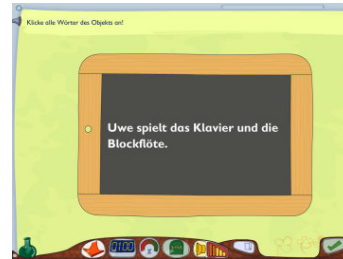 Klicke alle Wörter des Objekts an!
Uwe spielt das Klavier und die
Blockflöte.